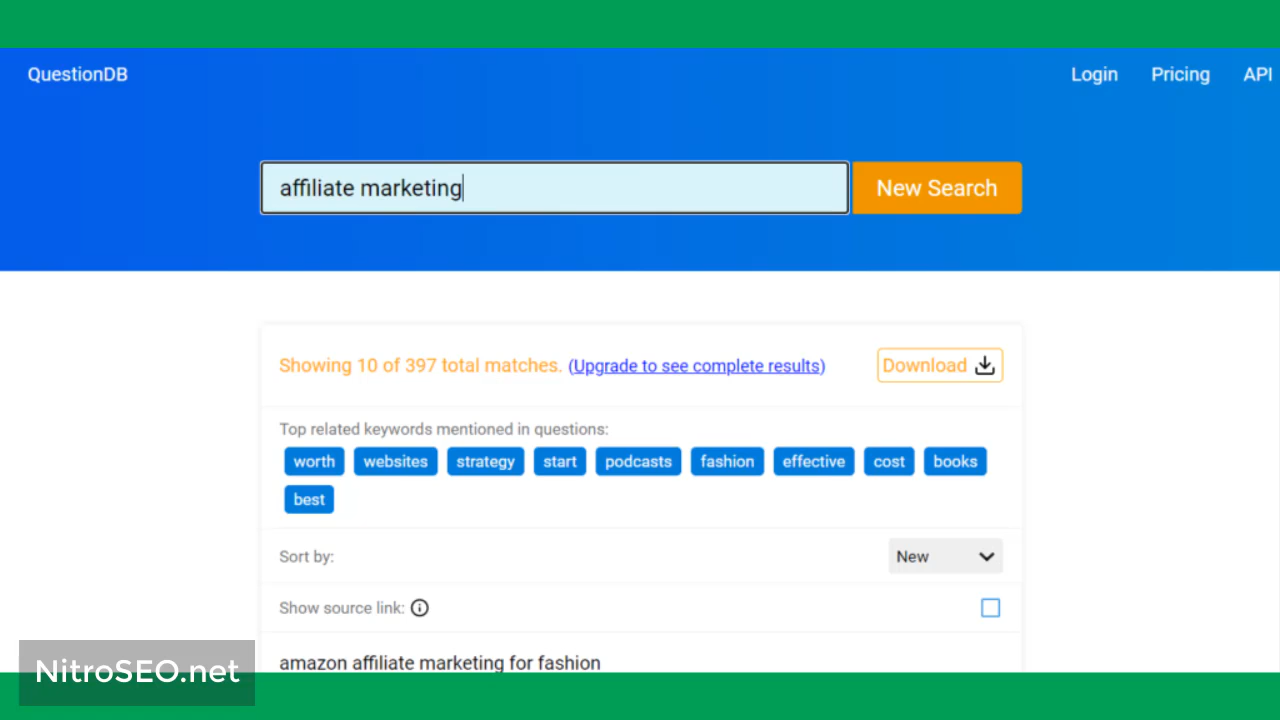 QuestionDB Login Pricing API
affiliate marketing New Search
Showing 10 of 397 total matches. (Upgrade to see complete results) Download
Top related keywords mentioned in questions:
worth websites strategy start podcasts fashion effective cost books
best
Sort by: New
Show source link:
amazon affiliate marketing for fashion
NitroSEO.net